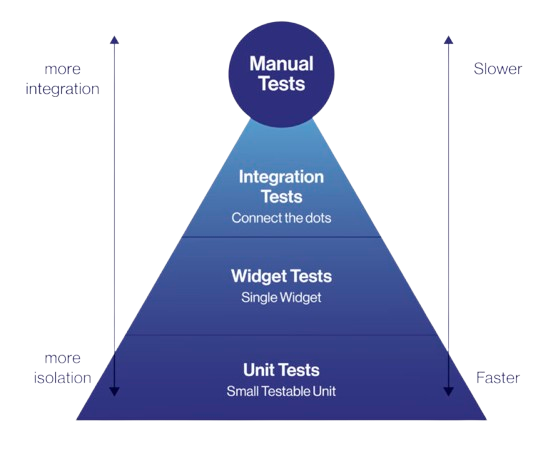 Manual
Tests
more
integration
Slower
Integration
Tests
Connect the dots
Widget Tests
Single Widget
more
isolation
Unit Tests
Small Testable Unit
Faster